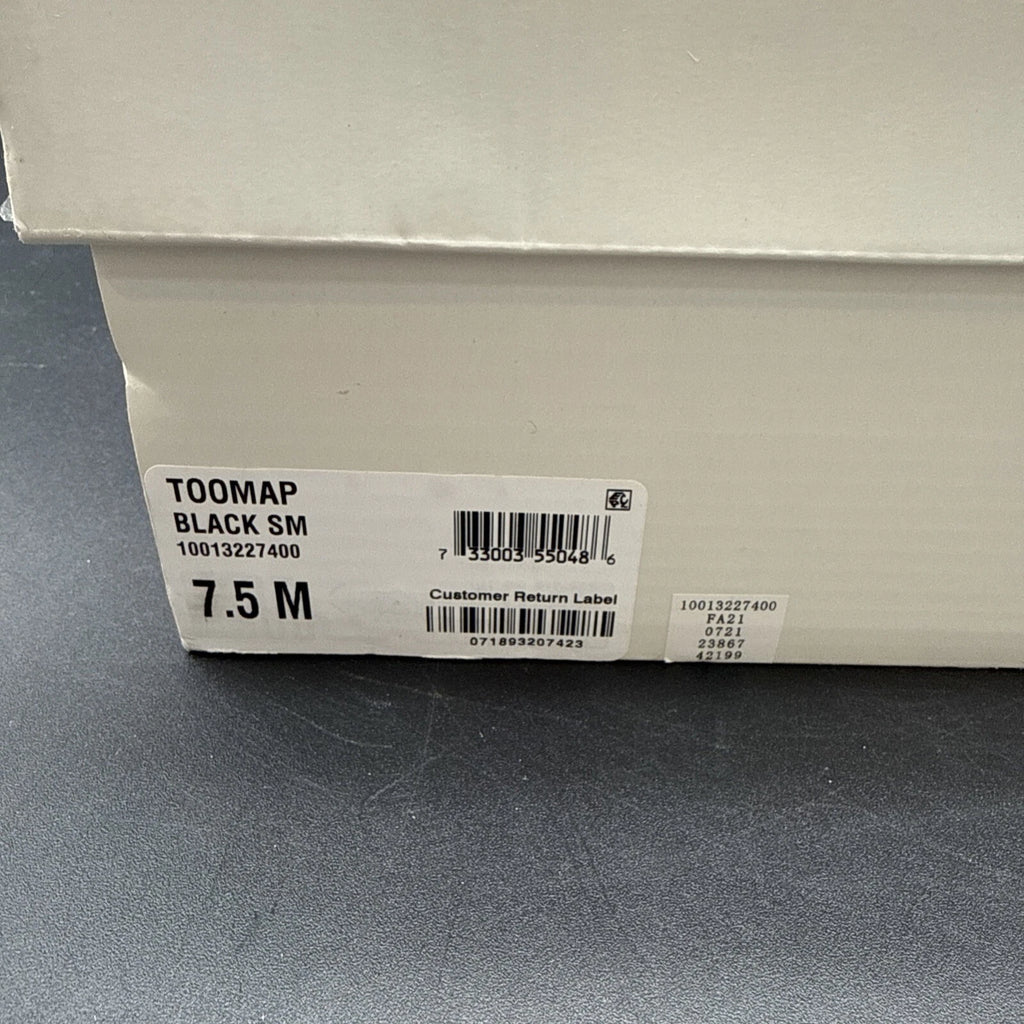 TOOMAP
BLACK SM
10013227400
7.5 M
7 33003 55048 6
Customer Return Label
071893207423
10013227400
FA21
0721
23867
42199